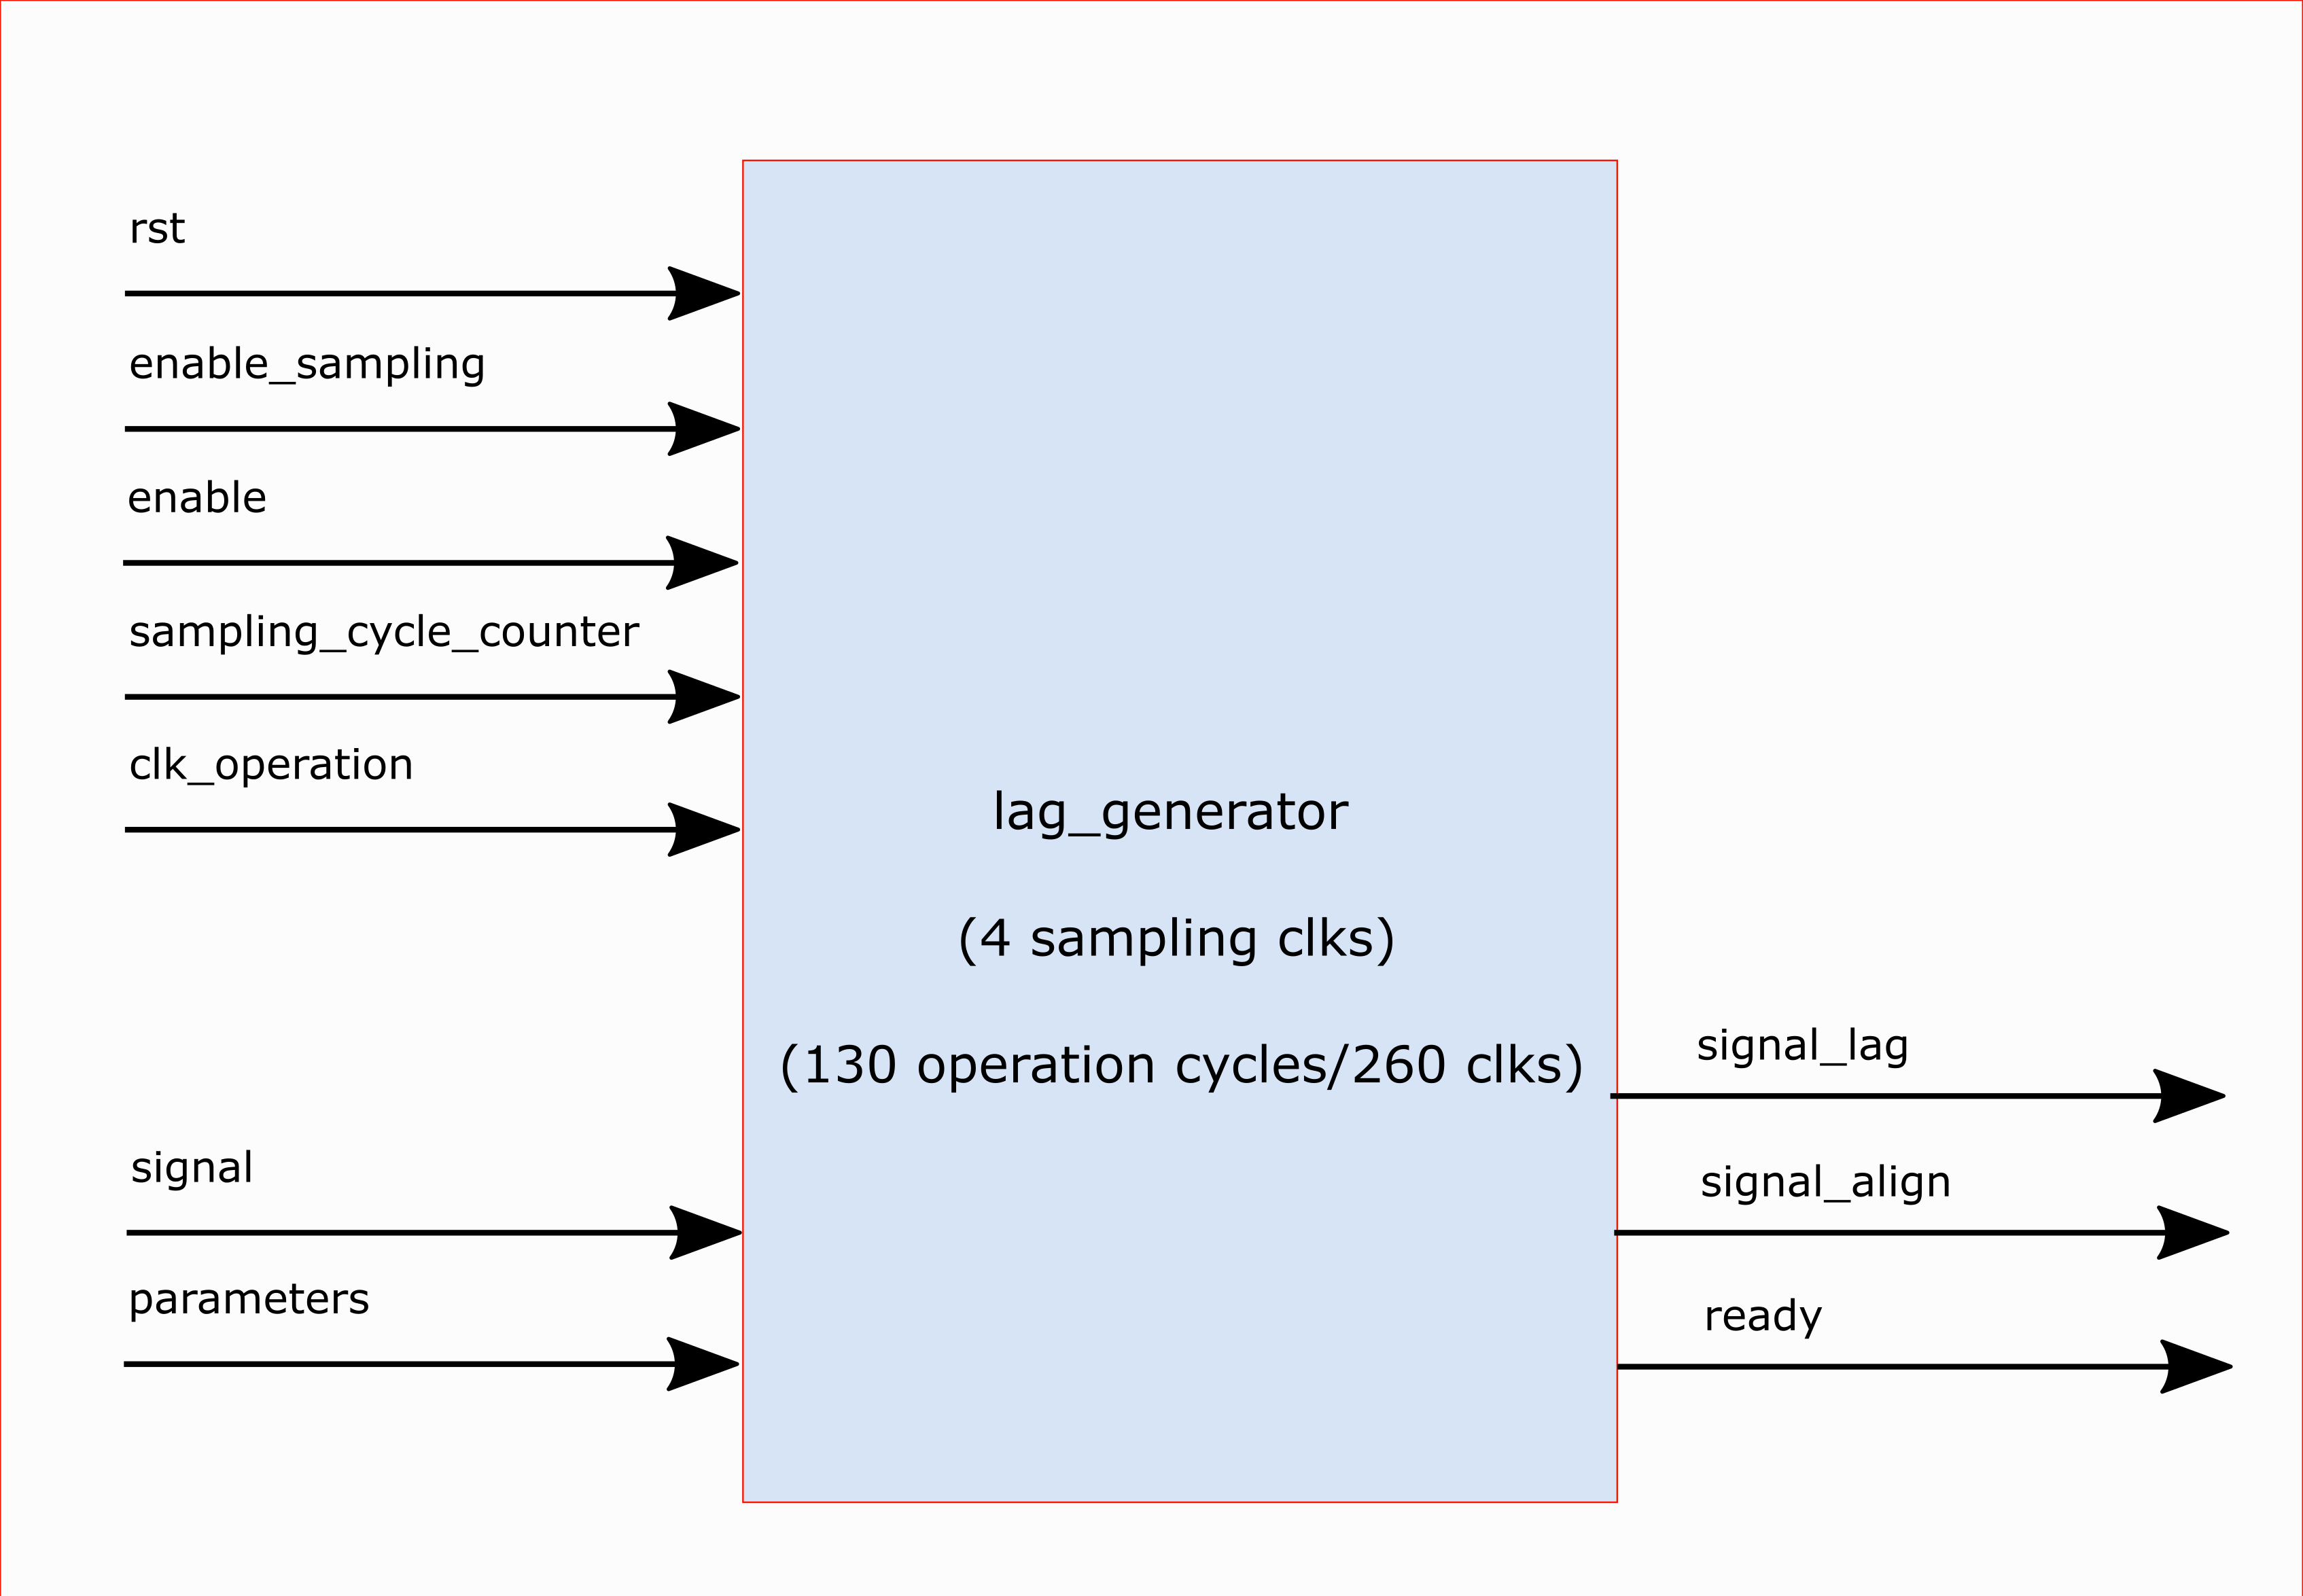 rst
enable_sampling
enable
sampling_cycle_counter
clk_operation
lag_generator
(4 sampling clks)
(130 operation cycles/260 clks)
signal_lag
signal
signal_align
parameters
ready